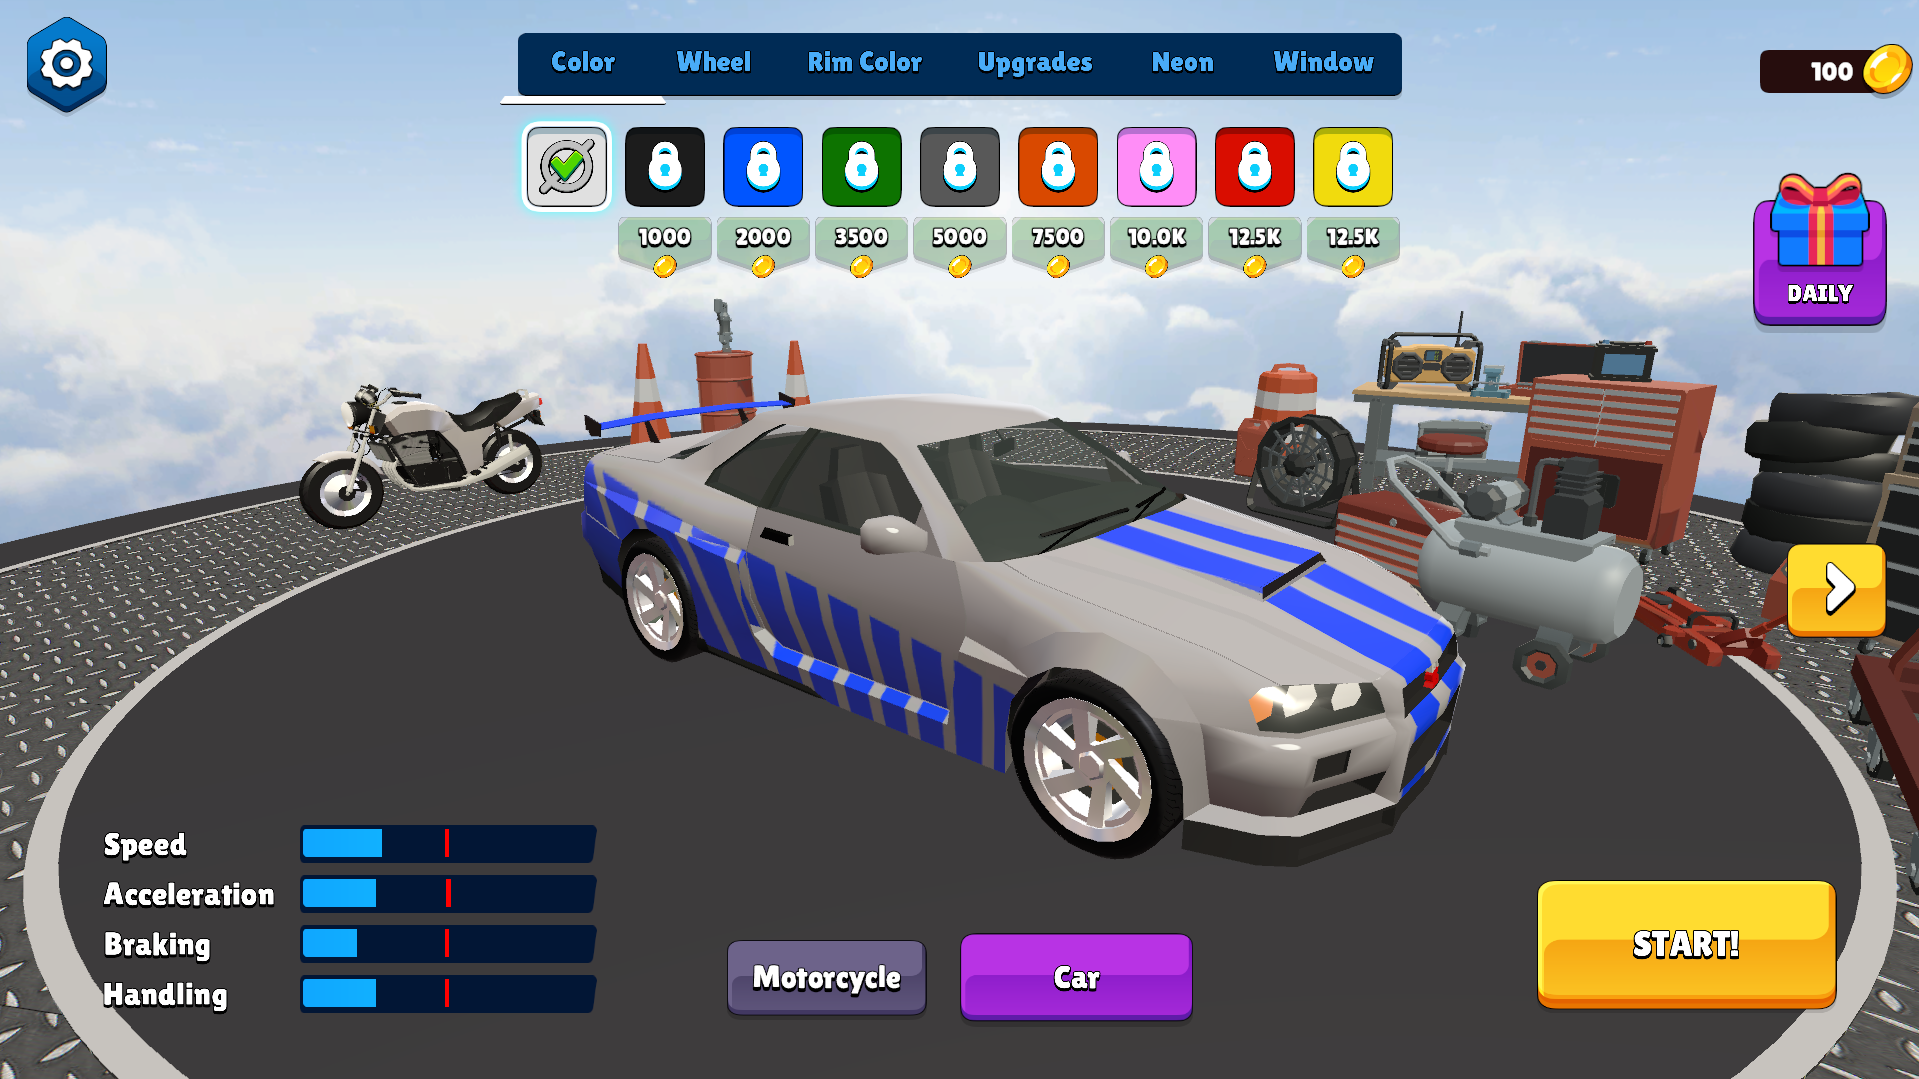 Color Wheel Rim Color Upgrades Neon Window
100
1000 2000 3500 5000 7500 10.0K 12.5K 12.5K
DAILY
Speed
Acceleration
Braking
Handling
Motorcycle
Car
START!